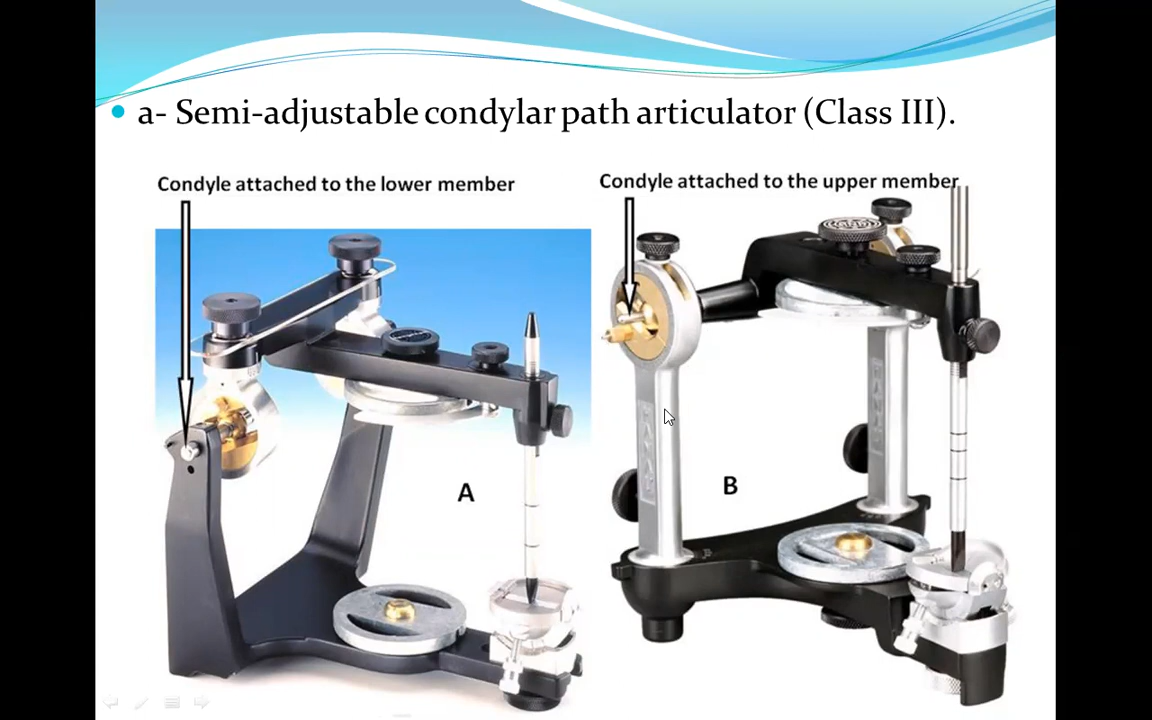 a- Semi-adjustable condylar path articulator (Class III).
Condyle attached to the lower member
Condyle attached to the upper member
A
B
HANAU